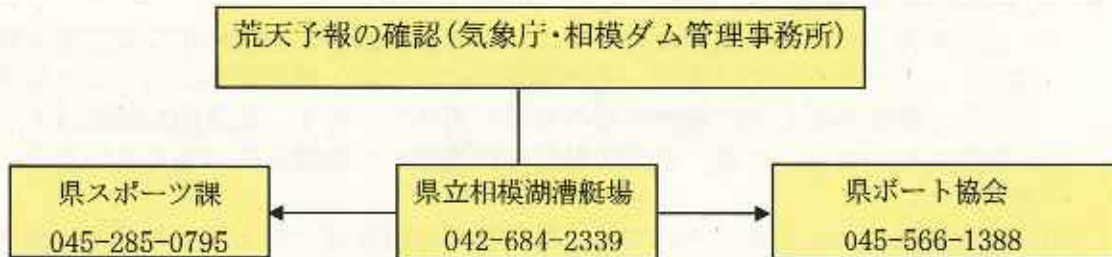 荒天予報の確認(気象庁・相模ダム管理事務所)
県スポーツ課
045-285-0795
県立相模湖漕艇場
042-684-2339
県ボート協会
045-566-1388